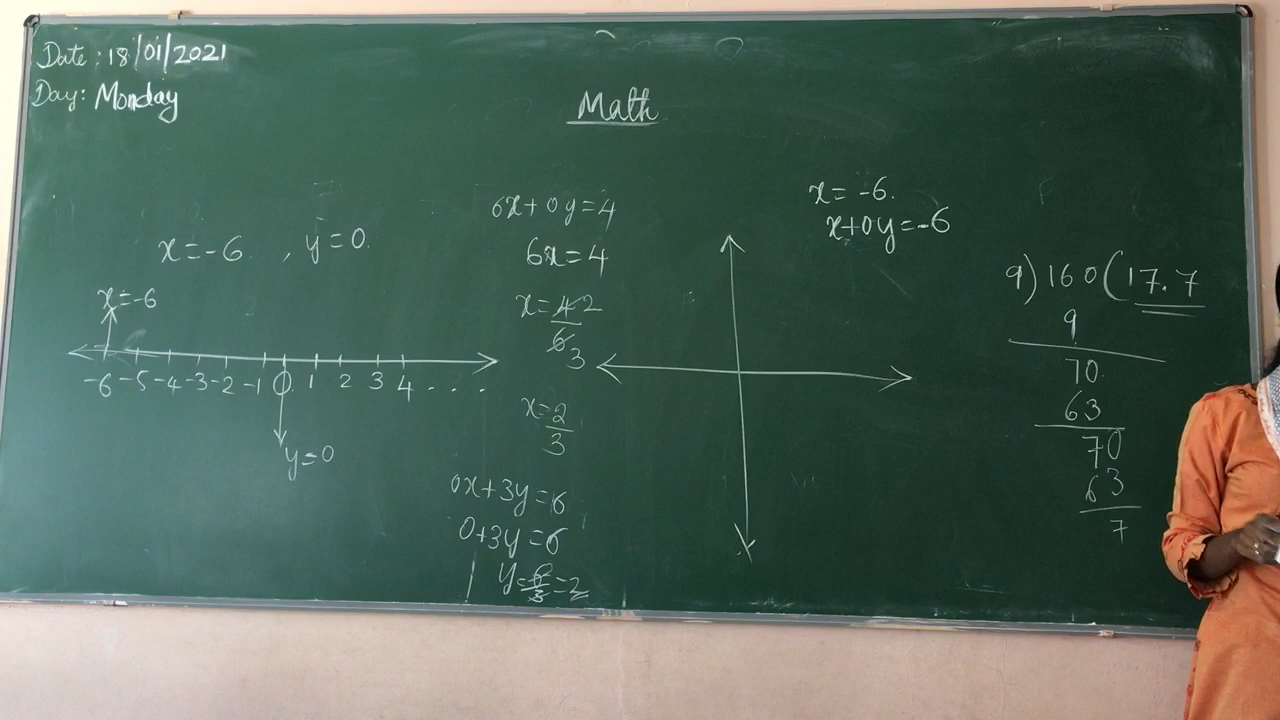 Date: 18/01/2021
Day: Monday
Math
x=-6 , y=0
x=-6
-6 -5 -4 -3 -2 -1 0 1 2 3 4 . . . .
y=0
6x+0y=4
6x=4
x=4 2
6 3
x=2
3
0x+3y=6
0+3y=6
y=6/3=2
x=-6.
x+0y=-6
9)160(17.7
9
70
63
70
63
7